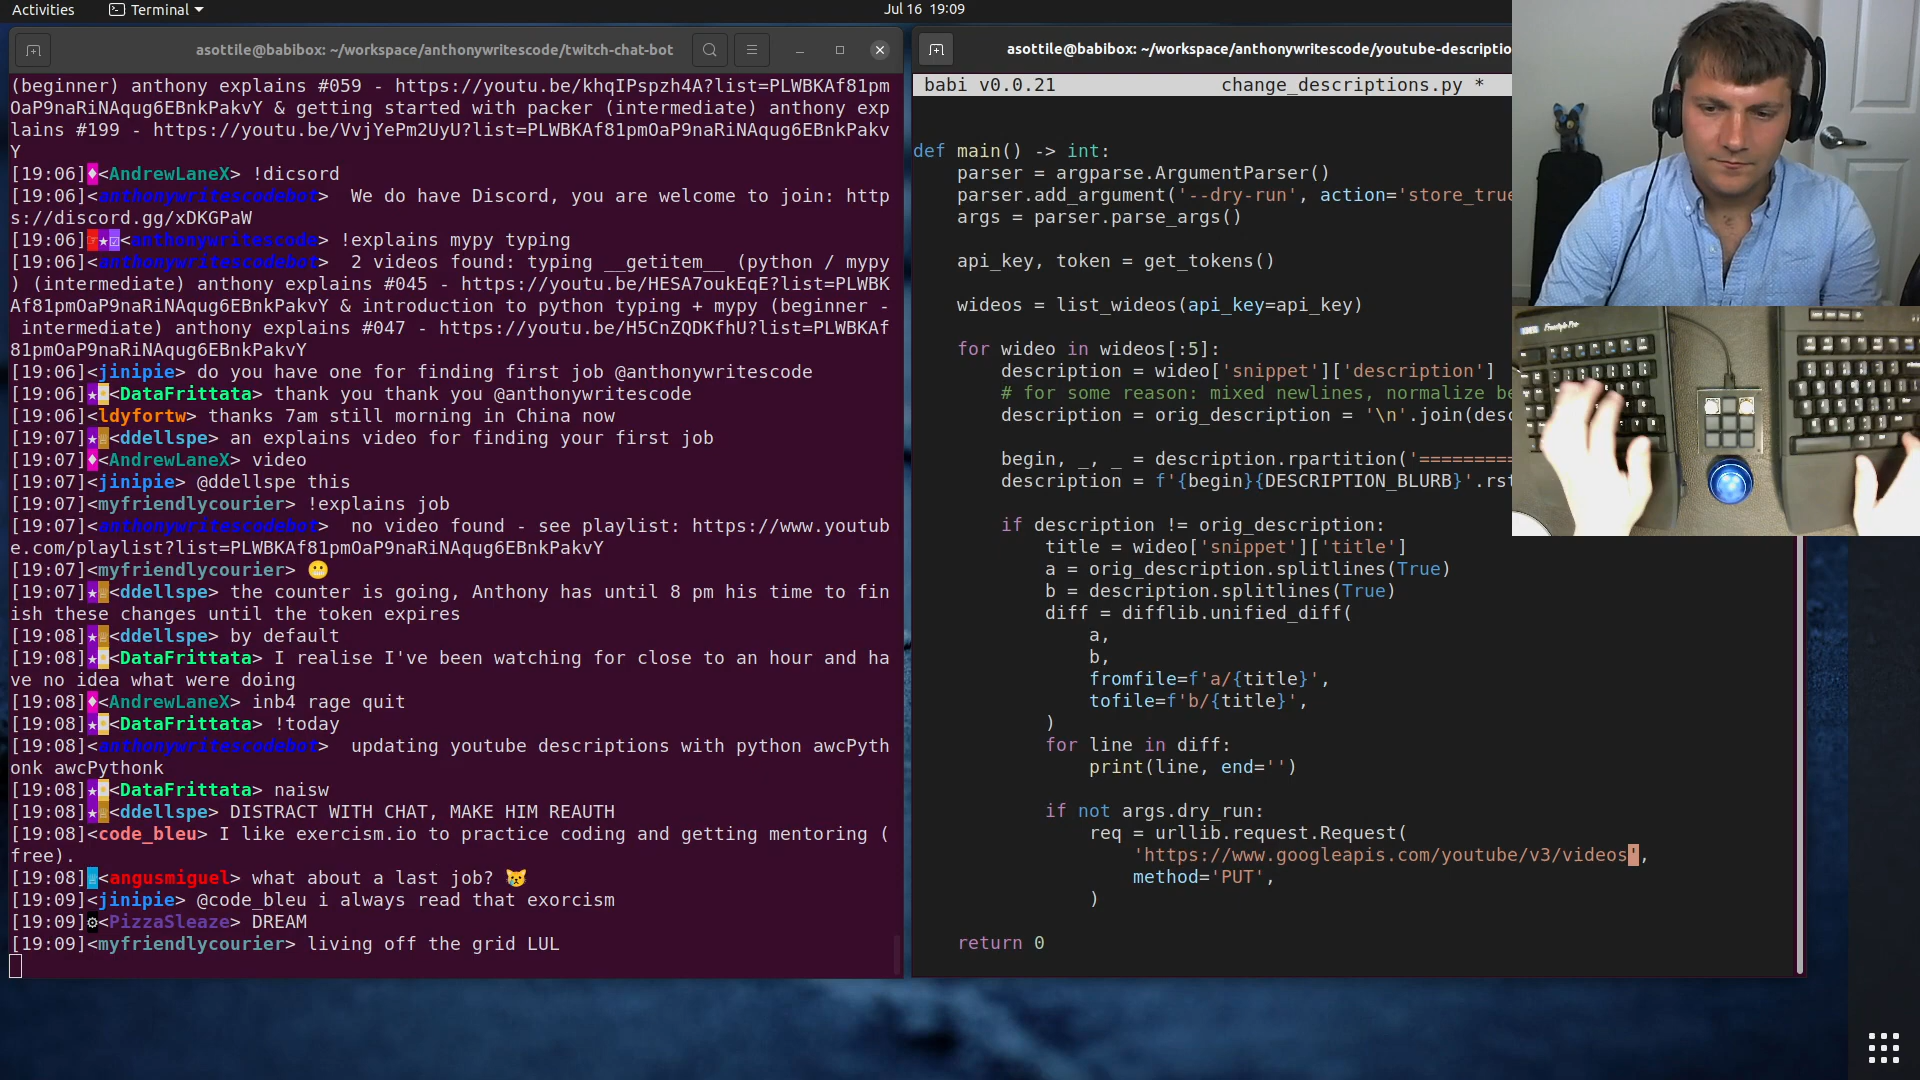 Activities
Terminal
Jul 16 19:09
asottile@babibox: ~/workspace/anthonywritescode/twitch-chat-bot
(beginner) anthony explains #059 - https://youtu.be/khqIPspzh4A?list=PLWBKAf81pm
OaP9naRiNAqug6EBnkPakvY & getting started with packer (intermediate) anthony exp
lains #199 - https://youtu.be/VvjYePm2UyU?list=PLWBKAf81pmOaP9naRiNAqug6EBnkPakv
Y
[19:06]♦<AndrewLaneX> !dicsord
[19:06]<anthonywritescodebot>  We do have Discord, you are welcome to join: http
s://discord.gg/xDKGPaW
[19:06]☞★☑<anthonywritescode> !explains mypy typing
[19:06]<anthonywritescodebot>  2 videos found: typing __getitem__ (python / mypy
) (intermediate) anthony explains #045 - https://youtu.be/HESA7oukEqE?list=PLWBK
Af81pmOaP9naRiNAqug6EBnkPakvY & introduction to python typing + mypy (beginner -
 intermediate) anthony explains #047 - https://youtu.be/H5CnZQDKfhU?list=PLWBKAf
81pmOaP9naRiNAqug6EBnkPakvY
[19:06]<jinipie> do you have one for finding first job @anthonywritescode
[19:06]★<DataFrittata> thank you thank you @anthonywritescode
[19:06]<ldyfortw> thanks 7am still morning in China now
[19:07]★<ddellspe> an explains video for finding your first job
[19:07]♦<AndrewLaneX> video
[19:07]<jinipie> @ddellspe this
[19:07]<myfriendlycourier> !explains job
[19:07]<anthonywritescodebot>  no video found - see playlist: https://www.youtub
e.com/playlist?list=PLWBKAf81pmOaP9naRiNAqug6EBnkPakvY
[19:07]<myfriendlycourier> 😬
[19:07]★<ddellspe> the counter is going, Anthony has until 8 pm his time to fin
ish these changes until the token expires
[19:08]★<ddellspe> by default
[19:08]★<DataFrittata> I realise I've been watching for close to an hour and ha
ve no idea what were doing
[19:08]♦<AndrewLaneX> inb4 rage quit
[19:08]★<DataFrittata> !today
[19:08]<anthonywritescodebot>  updating youtube descriptions with python awcPyth
onk awcPythonk
[19:08]★<DataFrittata> naisw
[19:08]★<ddellspe> DISTRACT WITH CHAT, MAKE HIM REAUTH
[19:08]<code_bleu> I like exercism.io to practice coding and getting mentoring (
free).
[19:08]<angusmiguel> what about a last job? 😿
[19:09]<jinipie> @code_bleu i always read that exorcism
[19:09]⚙<PizzaSleaze> DREAM
[19:09]<myfriendlycourier> living off the grid LUL
asottile@babibox: ~/workspace/anthonywritescode/youtube-descriptio
babi v0.0.21 change_descriptions.py *
def main() -> int:
parser = argparse.ArgumentParser()
parser.add_argument('--dry-run', action='store_true
args = parser.parse_args()
api_key, token = get_tokens()
wideos = list_wideos(api_key=api_key)
for wideo in wideos[:5]:
description = wideo['snippet']['description']
# for some reason: mixed newlines, normalize be
description = orig_description = '\n'.join(desc
begin, _, _ = description.rpartition('=========
description = f'{begin}{DESCRIPTION_BLURB}'.rst
if description != orig_description:
title = wideo['snippet']['title']
a = orig_description.splitlines(True)
b = description.splitlines(True)
diff = difflib.unified_diff(
a,
b,
fromfile=f'a/{title}',
tofile=f'b/{title}',
)
for line in diff:
print(line, end='')
if not args.dry_run:
req = urllib.request.Request(
'https://www.googleapis.com/youtube/v3/videos',
method='PUT',
)
return 0
Freestyle Pro